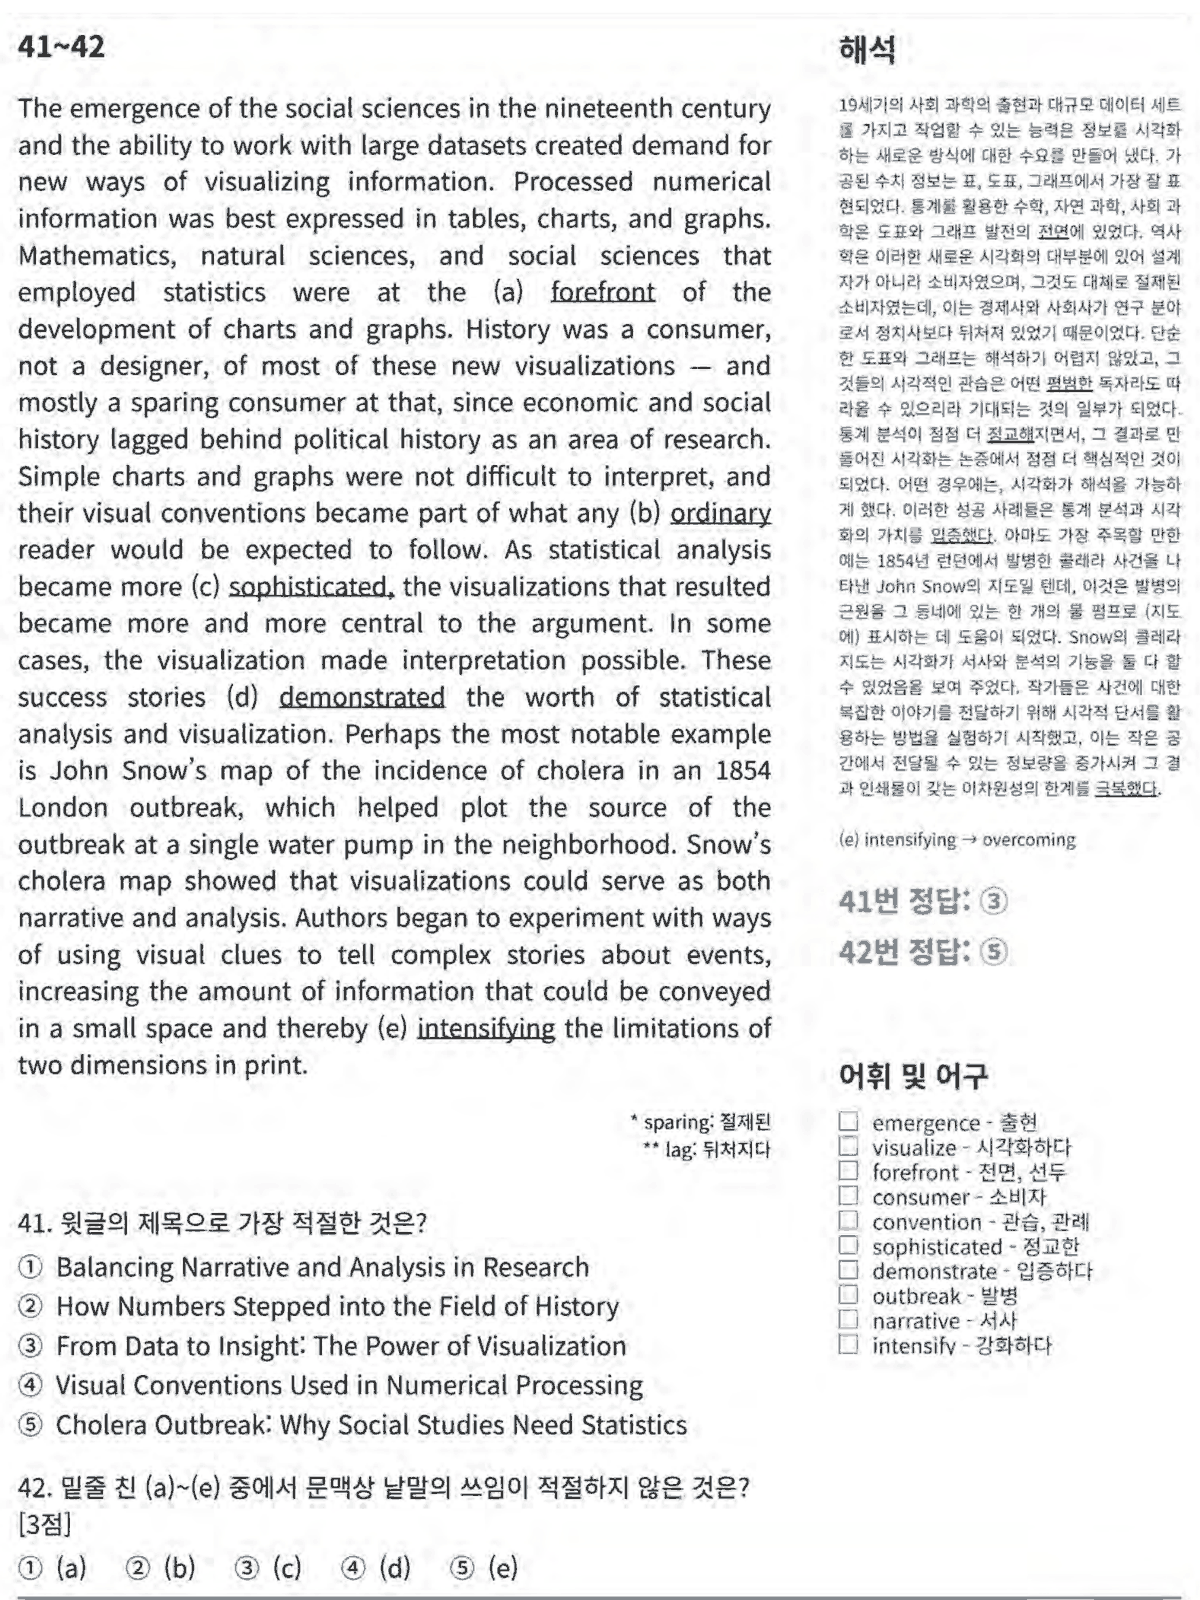 41~42
The emergence of the social sciences in the nineteenth century
and the ability to work with large datasets created demand for
new ways of visualizing information. Processed numerical
information was best expressed in tables, charts, and graphs.
Mathematics, natural sciences, and social sciences that
employed statistics were at the (a) forefront of the
development of charts and graphs. History was a consumer,
not a designer, of most of these new visualizations — and
mostly a sparing consumer at that, since economic and social
history lagged behind political history as an area of research.
Simple charts and graphs were not difficult to interpret, and
their visual conventions became part of what any (b) ordinary
reader would be expected to follow. As statistical analysis
became more (c) sophisticated, the visualizations that resulted
became more and more central to the argument. In some
cases, the visualization made interpretation possible. These
success stories (d) demonstrated the worth of statistical
analysis and visualization. Perhaps the most notable example
is John Snow's map of the incidence of cholera in an 1854
London outbreak, which helped plot the source of the
outbreak at a single water pump in the neighborhood. Snow's
cholera map showed that visualizations could serve as both
narrative and analysis. Authors began to experiment with ways
of using visual clues to tell complex stories about events,
increasing the amount of information that could be conveyed
in a small space and thereby (e) intensifying the limitations of
two dimensions in print.
* sparing: 절제된
** lag: 뒤처지다
41. 윗글의 제목으로 가장 적절한 것은?
① Balancing Narrative and Analysis in Research
② How Numbers Stepped into the Field of History
③ From Data to Insight: The Power of Visualization
④ Visual Conventions Used in Numerical Processing
⑤ Cholera Outbreak: Why Social Studies Need Statistics
42. 밑줄 친 (a)~(e) 중에서 문맥상 낱말의 쓰임이 적절하지 않은 것은?
[3점]
① (a) ② (b) ③ (c) ④ (d) ⑤ (e)
해석
19세기의 사회 과학의 출현과 대규모 데이터 세트
를 가지고 작업할 수 있는 능력은 정보를 시각화
하는 새로운 방식에 대한 수요를 만들어 냈다. 가
공된 수치 정보는 표, 도표, 그래프에서 가장 잘 표
현되었다. 통계를 활용한 수학, 자연 과학, 사회 과
학은 도표와 그래프 발전의 전면에 있었다. 역사
학은 이러한 새로운 시각화의 대부분에 있어 설계
자가 아니라 소비자였으며, 그것도 대체로 절제된
소비자였는데, 이는 경제사와 사회사가 연구 분야
로서 정치사보다 뒤처져 있었기 때문이었다. 단순
한 도표와 그래프는 해석하기 어렵지 않았고, 그
것들의 시각적인 관습은 어떤 평범한 독자라도 따
라올 수 있으리라 기대되는 것의 일부가 되었다.
통계 분석이 점점 더 정교해지면서, 그 결과로 만
들어진 시각화는 논증에서 점점 더 핵심적인 것이
되었다. 어떤 경우에는, 시각화가 해석을 가능하
게 했다. 이러한 성공 사례들은 통계 분석과 시각
화의 가치를 입증했다. 아마도 가장 주목할 만한
예는 1854년 런던에서 발병한 콜레라 사건을 나
타낸 John Snow의 지도일 텐데, 이것은 발병의
근원을 그 동네에 있는 한 개의 물 펌프로 (지도
에) 표시하는 데 도움이 되었다. Snow의 콜레라
지도는 시각화가 서사와 분석의 기능을 둘 다 할
수 있었음을 보여 주었다. 작가들은 사건에 대한
복잡한 이야기를 전달하기 위해 시각적 단서를 활
용하는 방법을 실험하기 시작했고, 이는 작은 공
간에서 전달될 수 있는 정보량을 증가시켜 그 결
과 인쇄물이 갖는 이차원성의 한계를 극복했다.
(e) intensifying → overcoming
41번 정답: ③
42번 정답: ⑤
어휘 및 어구
□ emergence - 출현
□ visualize - 시각화하다
□ forefront - 전면, 선두
□ consumer - 소비자
□ convention - 관습, 관례
□ sophisticated - 정교한
□ demonstrate - 입증하다
□ outbreak - 발병
□ narrative - 서사
□ intensify - 강화하다